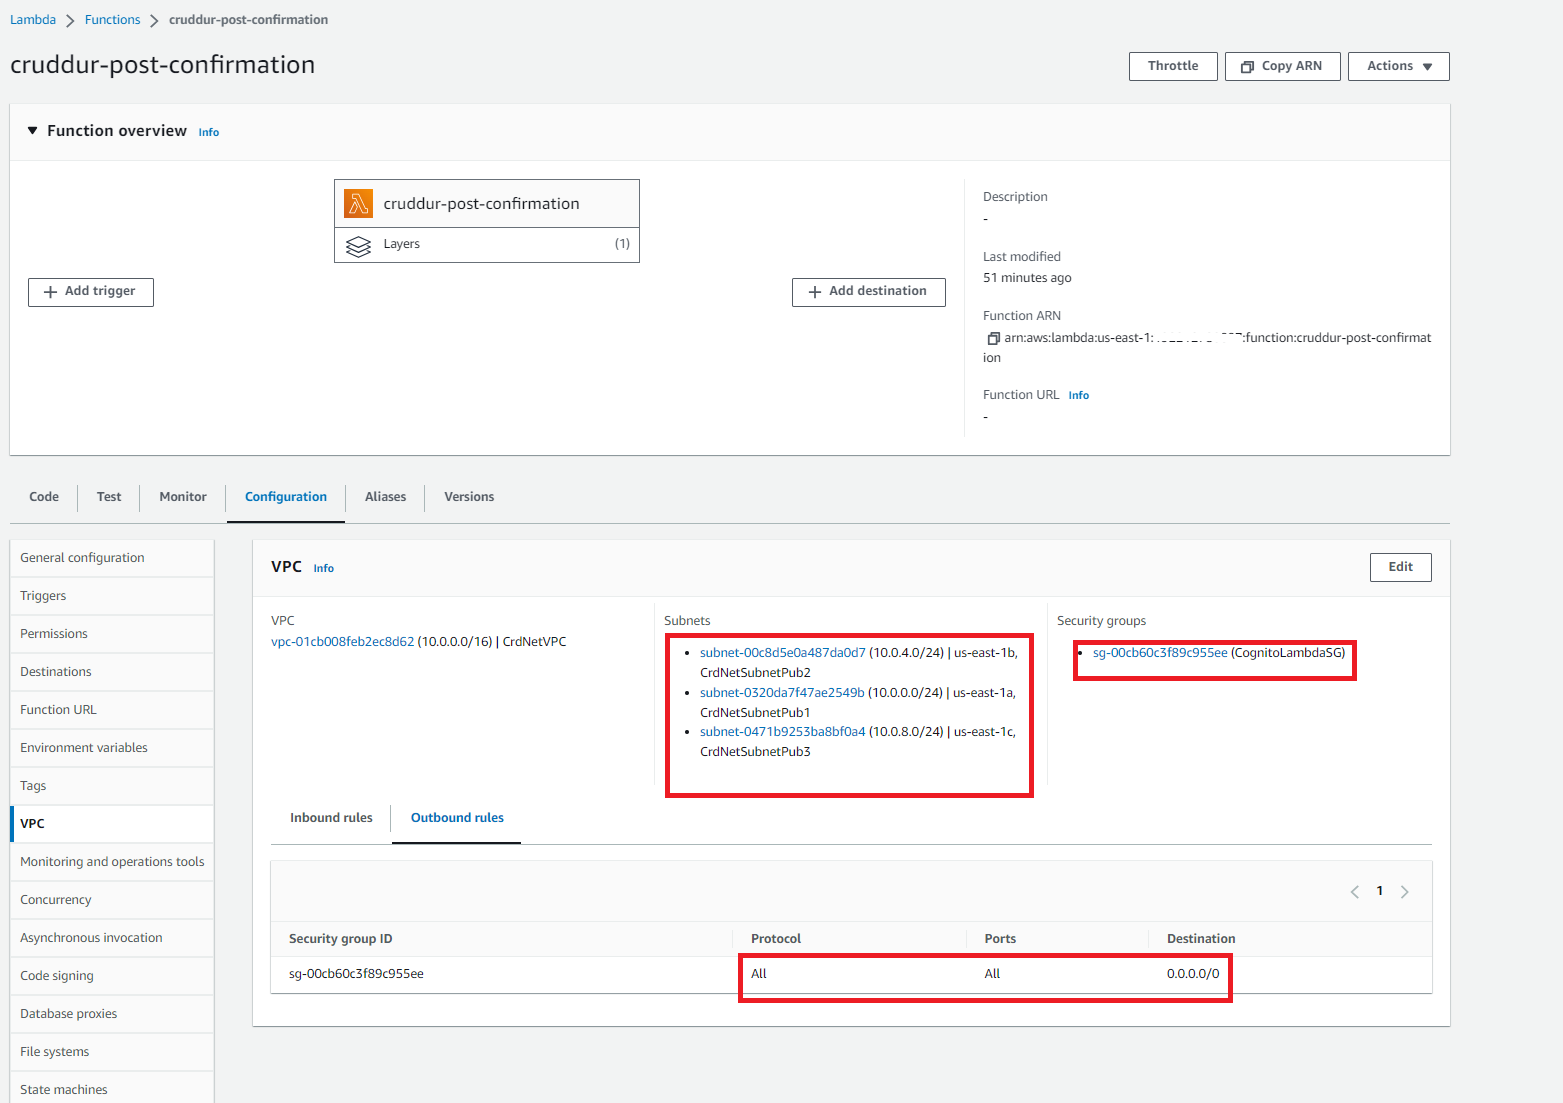 Lambda > Functions > cruddur-post-confirmation
cruddur-post-confirmation
Throttle
Copy ARN
Actions
Function overview Info
cruddur-post-confirmation
Layers (1)
Add trigger
Add destination
Description
-
Last modified
51 minutes ago
Function ARN
arn:aws:lambda:us-east-1: :function:cruddur-post-confirmat
ion
Function URL Info
-
Code
Test
Monitor
Configuration
Aliases
Versions
General configuration
Triggers
Permissions
Destinations
Function URL
Environment variables
Tags
VPC
Monitoring and operations tools
Concurrency
Asynchronous invocation
Code signing
Database proxies
File systems
State machines
VPC Info
Edit
VPC
vpc-01cb008feb2ec8d62 (10.0.0.0/16) | CrdNetVPC
Subnets
• subnet-00c8d5e0a487da0d7 (10.0.4.0/24) | us-east-1b,
CrdNetSubnetPub2
• subnet-0320da7f47ae2549b (10.0.0.0/24) | us-east-1a,
CrdNetSubnetPub1
• subnet-0471b9253ba8bf0a4 (10.0.8.0/24) | us-east-1c,
CrdNetSubnetPub3
Security groups
• sg-00cb60c3f89c955ee (CognitoLambdaSG)
Inbound rules
Outbound rules
< 1 >
Security group ID Protocol Ports Destination
sg-00cb60c3f89c955ee All All 0.0.0.0/0